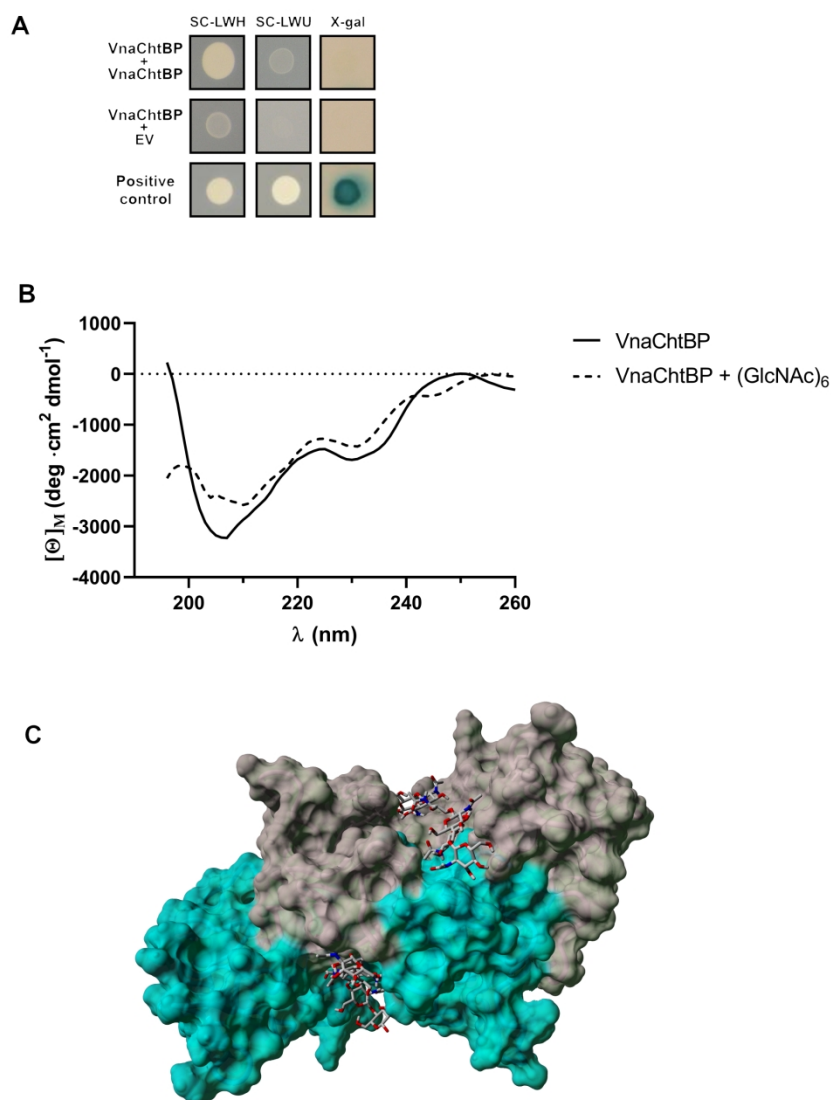 A
SC-LWH SC-LWU X-gal
VnaChtBP
+
VnaChtBP
VnaChtBP
+
EV
Positive
control
B
1000
0
-1000
-2000
-3000
-4000
[Θ]M (deg ·cm2 dmol-1)
200 220 240 260
λ (nm)
VnaChtBP
VnaChtBP + (GlcNAc)6
C